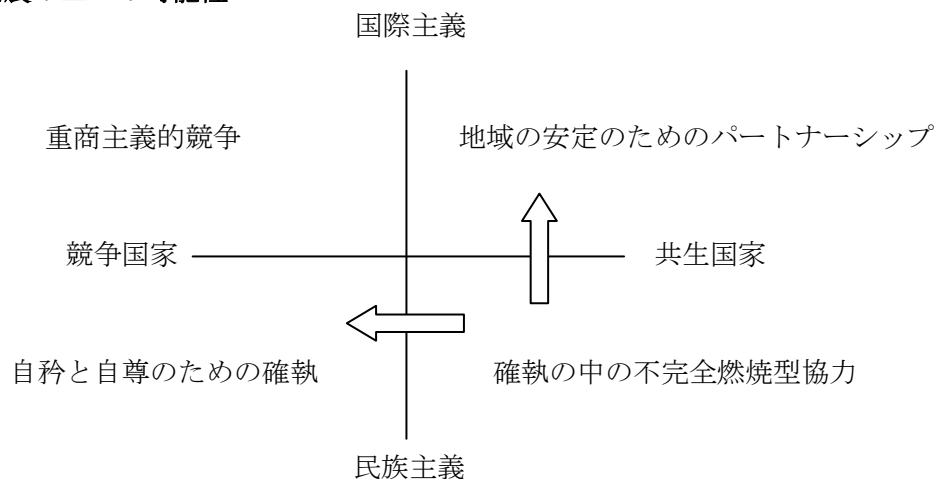 国際主義
重商主義的競争
地域の安定のためのパートナーシップ
競争国家
共生国家
自矜と自尊のための確執
確執の中の不完全燃焼型協力
民族主義